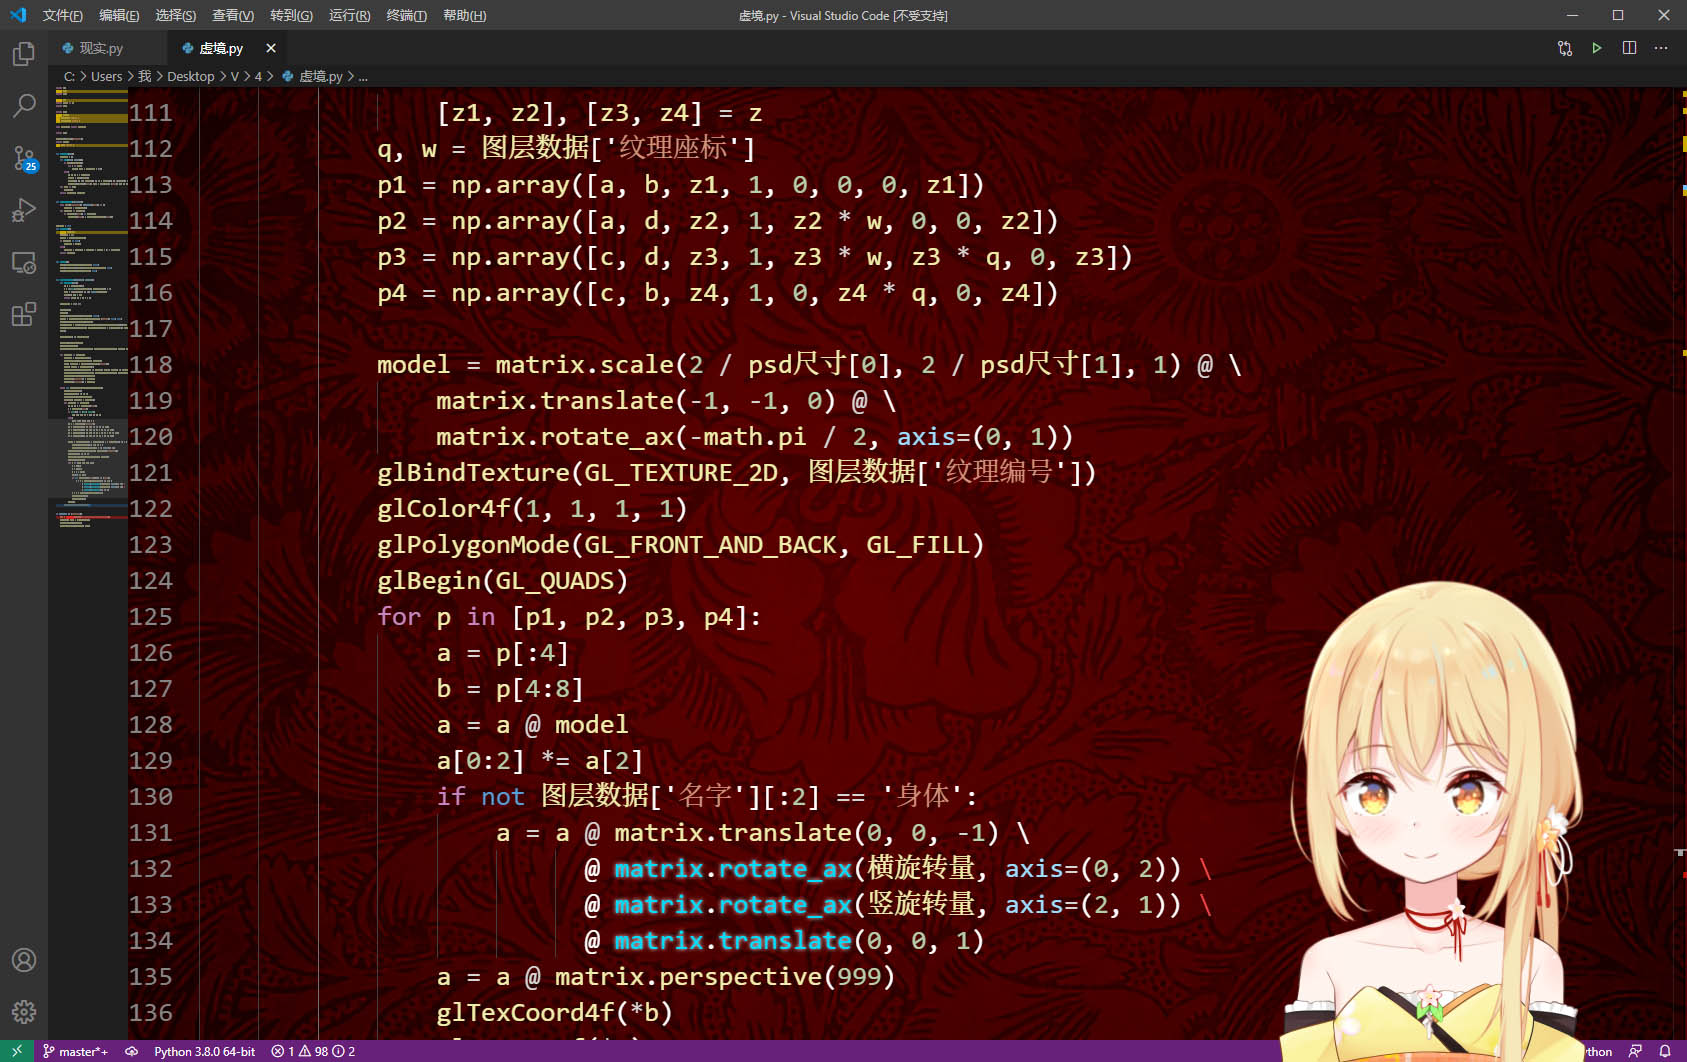 文件(F) 编辑(E) 选择(S) 查看(V) 转到(G) 运行(R) 终端(T) 帮助(H) 虚境.py - Visual Studio Code [不受支持]
现实.py 虚境.py
C: > Users > 我 > Desktop > V > 4 > 虚境.py > ...
111 [z1, z2], [z3, z4] = z
112 q, w = 图层数据['纹理座标']
113 p1 = np.array([a, b, z1, 1, 0, 0, 0, z1])
114 p2 = np.array([a, d, z2, 1, z2 * w, 0, 0, z2])
115 p3 = np.array([c, d, z3, 1, z3 * w, z3 * q, 0, z3])
116 p4 = np.array([c, b, z4, 1, 0, z4 * q, 0, z4])
117
118 model = matrix.scale(2 / psd尺寸[0], 2 / psd尺寸[1], 1) @ \
119 matrix.translate(-1, -1, 0) @ \
120 matrix.rotate_ax(-math.pi / 2, axis=(0, 1))
121 glBindTexture(GL_TEXTURE_2D, 图层数据['纹理编号'])
122 glColor4f(1, 1, 1, 1)
123 glPolygonMode(GL_FRONT_AND_BACK, GL_FILL)
124 glBegin(GL_QUADS)
125 for p in [p1, p2, p3, p4]:
126 a = p[:4]
127 b = p[4:8]
128 a = a @ model
129 a[0:2] *= a[2]
130 if not 图层数据['名字'][:2] == '身体':
131 a = a @ matrix.translate(0, 0, -1) \
132 @ matrix.rotate_ax(横旋转量, axis=(0, 2)) \
133 @ matrix.rotate_ax(竖旋转量, axis=(2, 1)) \
134 @ matrix.translate(0, 0, 1)
135 a = a @ matrix.perspective(999)
136 glTexCoord4f(*b)
25
master*+ Python 3.8.0 64-bit 1 98 2 thon